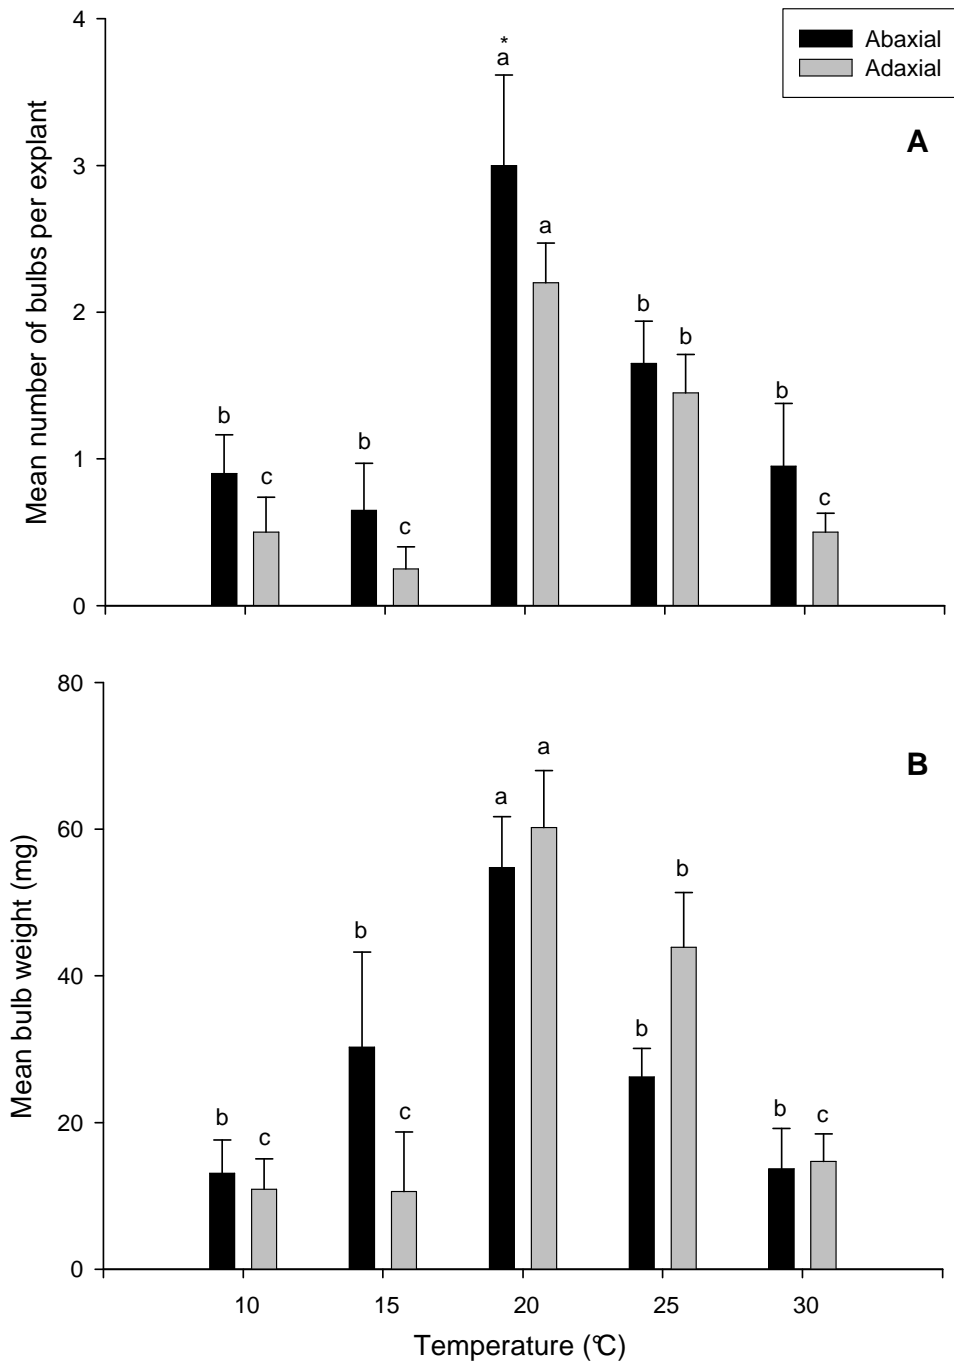 4
Abaxial
Adaxial
*
a
A
3
a
b
b
2
b
b
c
b
c
1
c
0
Mean number of bulbs per explant
80
B
a
a
60
b
b
40
b
b
c
b
c
c
20
0
Mean bulb weight (mg)
10 15 20 25 30
Temperature (°C)